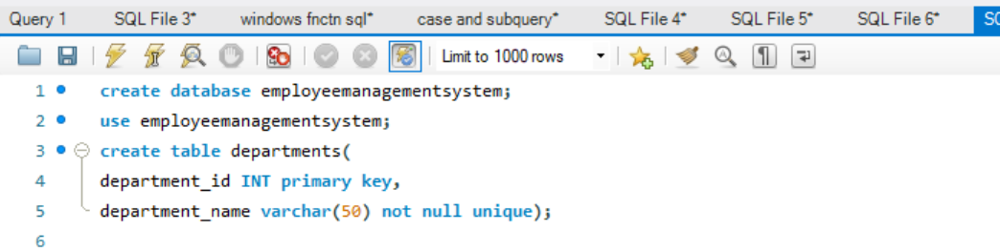 Query 1 SQL File 3* windows fnctn sql* case and subquery* SQL File 4* SQL File 5* SQL File 6*
Limit to 1000 rows
1 create database employeemanagementsystem;
2 use employeemanagementsystem;
3 create table departments(
4 department_id INT primary key,
5 department_name varchar(50) not null unique);
6